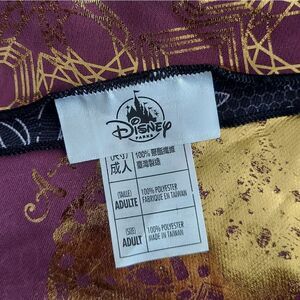 Disney
PARKS
成人
100% 聚酯纖維
臺灣製造
(TAILLE)
ADULTE
100% POLYESTER
FABRIQUE EN TAIWAN
(SIZE)
ADULT
100% POLYESTER
MADE IN TAIWAN